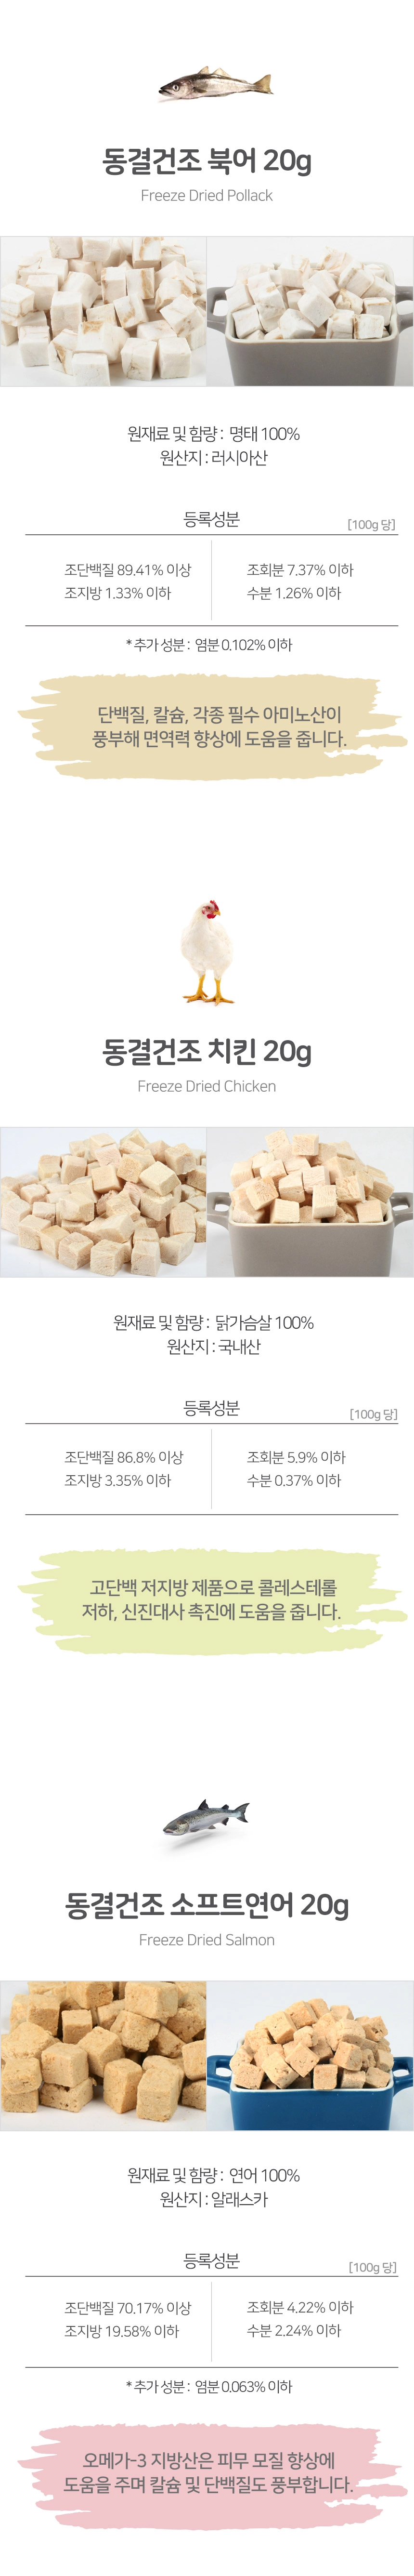 동결건조 북어 20g
Freeze Dried Pollack
원재료 및 함량 : 명태 100%
원산지 : 러시아산
등록성분
[100g 당]
조단백질 89.41% 이상
조회분 7.37% 이하
조지방 1.33% 이하
수분 1.26% 이하
* 추가 성분 : 염분 0.102% 이하
단백질, 칼슘, 각종 필수 아미노산이
풍부해 면역력 향상에 도움을 줍니다.
동결건조 치킨 20g
Freeze Dried Chicken
원재료 및 함량 : 닭가슴살 100%
원산지 : 국내산
등록성분
[100g 당]
조단백질 86.8% 이상
조회분 5.9% 이하
조지방 3.35% 이하
수분 0.37% 이하
고단백 저지방 제품으로 콜레스테롤
저하, 신진대사 촉진에 도움을 줍니다.
동결건조 소프트연어 20g
Freeze Dried Salmon
원재료 및 함량 : 연어 100%
원산지 : 알래스카
등록성분
[100g 당]
조단백질 70.17% 이상
조회분 4.22% 이하
조지방 19.58% 이하
수분 2.24% 이하
* 추가 성분 : 염분 0.063% 이하
오메가-3 지방산은 피무 모질 향상에
도움을 주며 칼슘 및 단백질도 풍부합니다.